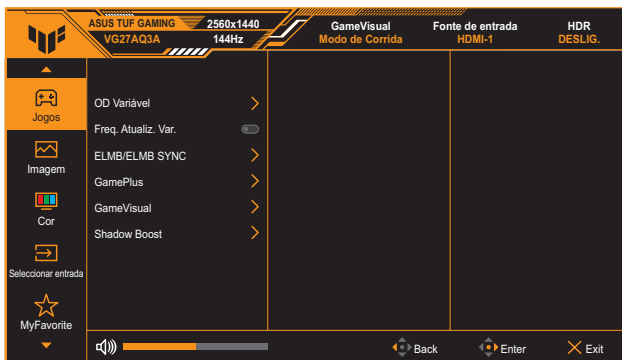 ASUS TUF GAMING 2560x1440
VG27AQ3A 144Hz
GameVisual
Modo de Corrida
Fonte de entrada
HDMI-1
HDR
DESLIG.
Jogos
Imagem
Cor
Seleccionar entrada
MyFavorite
OD Variável
Freq. Atualiz. Var.
ELMB/ELMB SYNC
GamePlus
GameVisual
Shadow Boost
Back
Enter
Exit